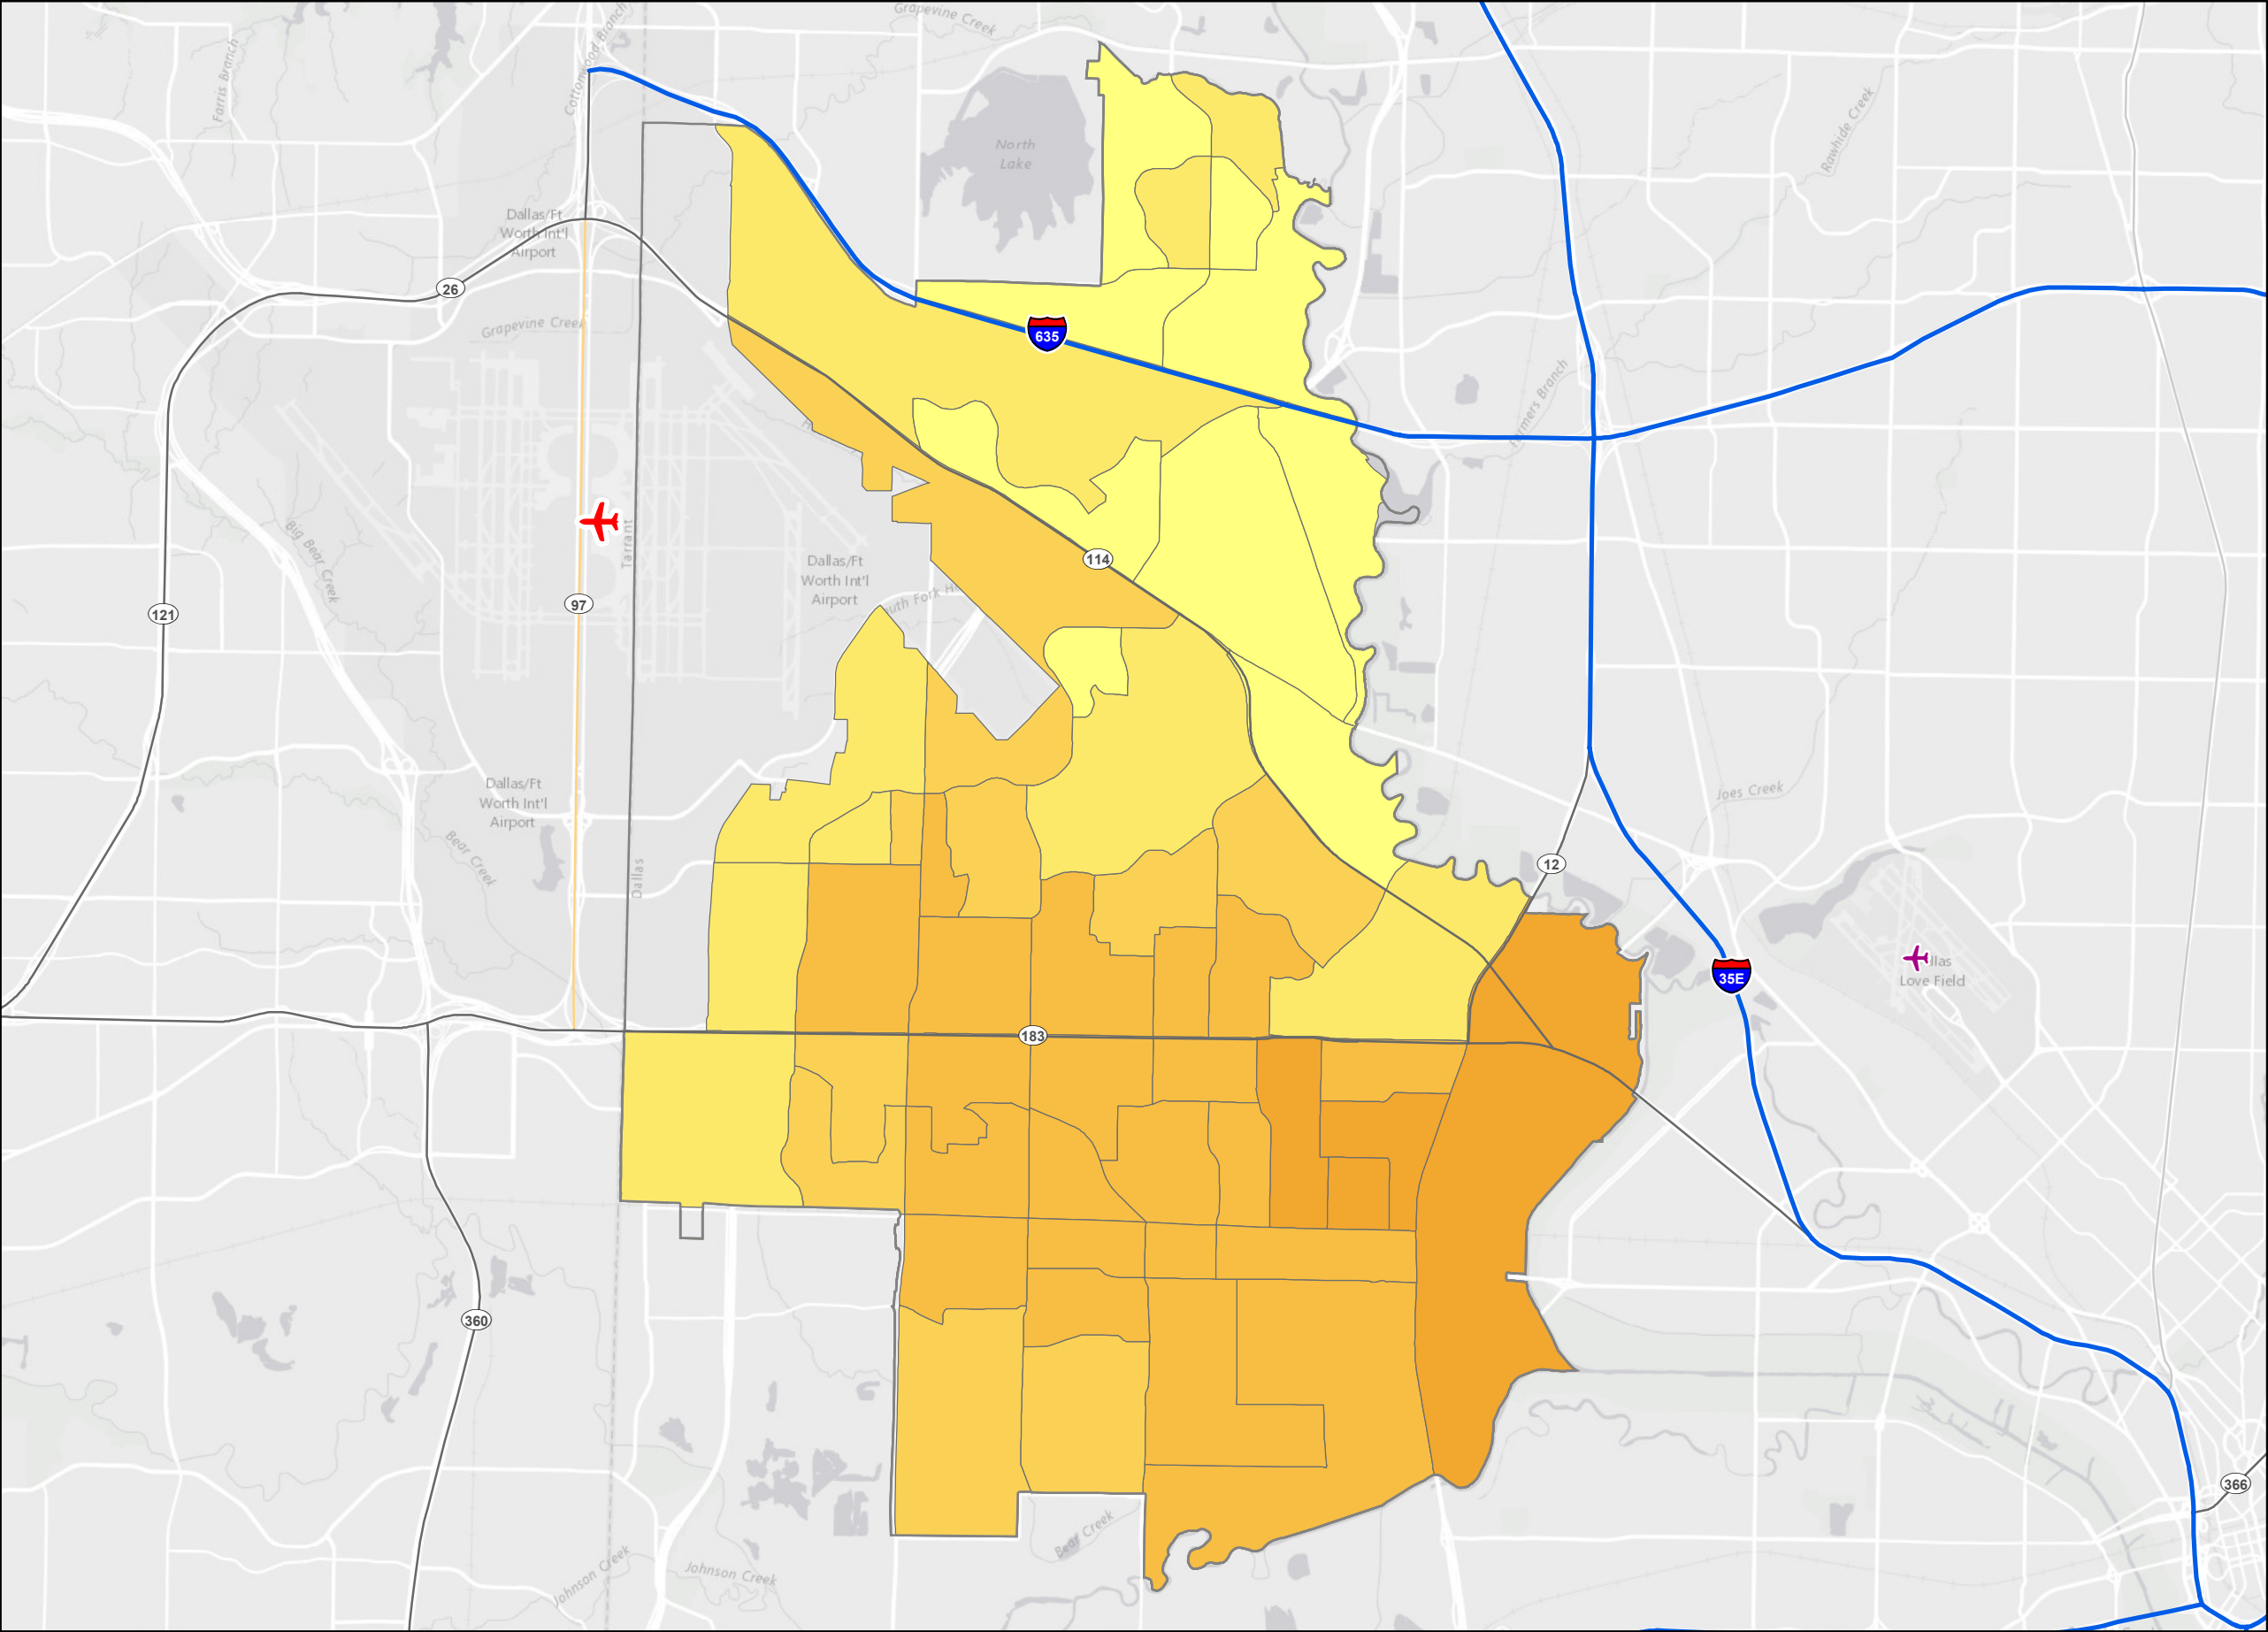 Grapevine Creek
Farris Branch
Cottonwood Branch
North
Lake
Rawhide Creek
Dallas/Ft
Worth Int'l
Airport
26
Grapevine Creek
635
Farmers Branch
Big Bear Creek
Tarrant
114
Dallas/Ft
Worth Int'l
Airport
97
121
Dallas/Ft
Worth Int'l
Airport
Joes Creek
Bear Creek
Dallas
12
Love Field
35E
183
360
366
Bear Creek
Johnson Creek
Johnson Creek